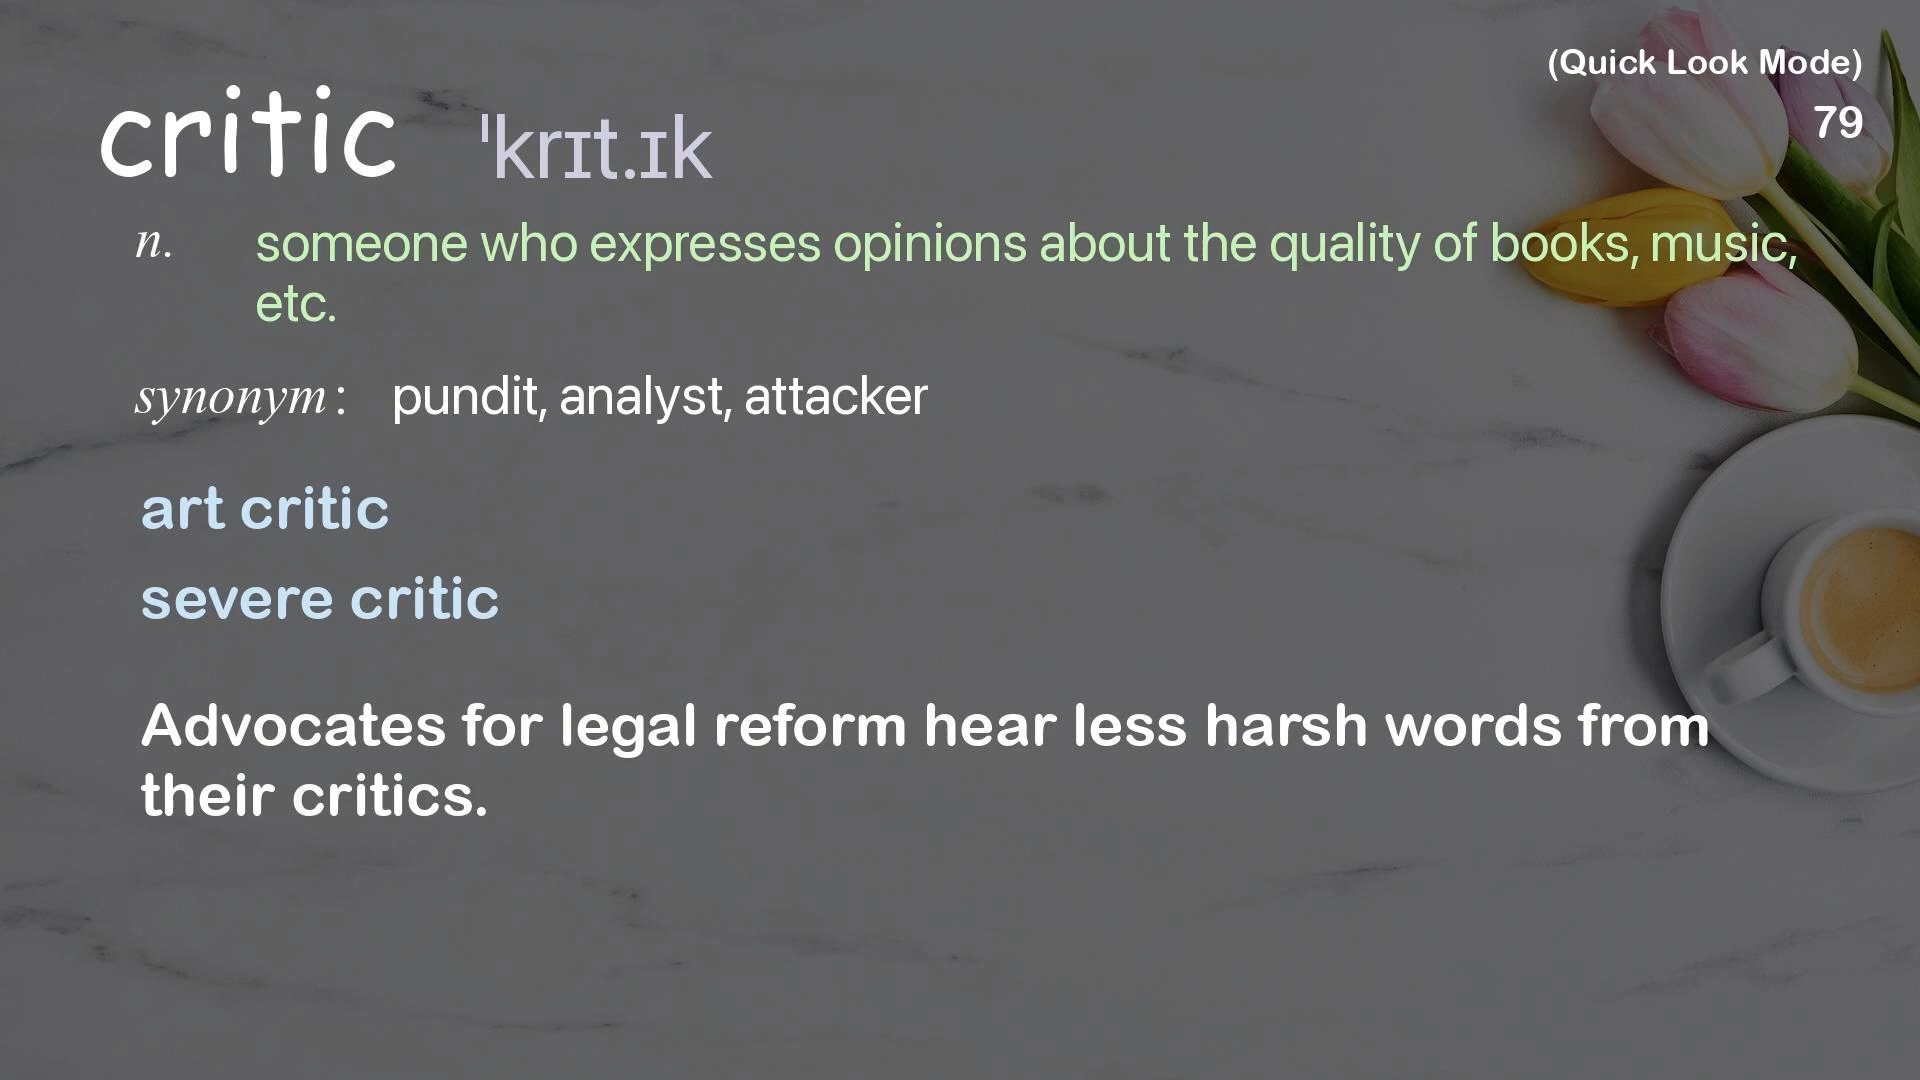 (Quick Look Mode)
79
critic ˈkrɪt.ɪk
n. someone who expresses opinions about the quality of books, music,
etc.
synonym: pundit, analyst, attacker
art critic
severe critic
Advocates for legal reform hear less harsh words from
their critics.